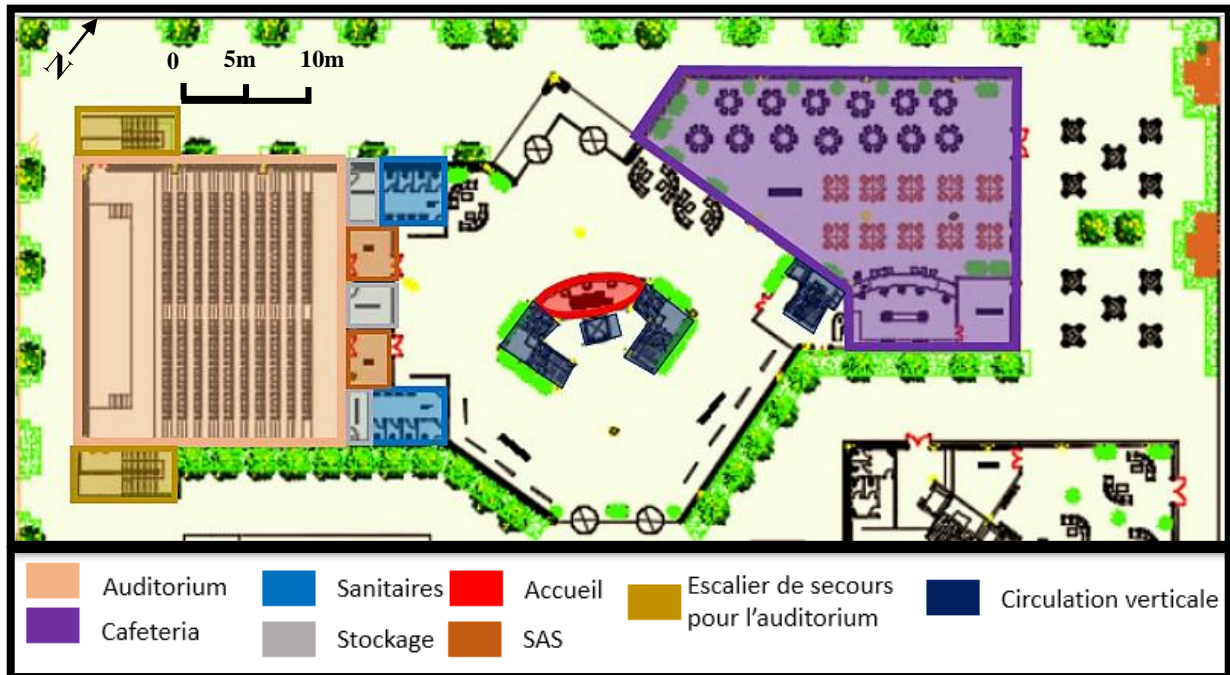 N
0 5m 10m
Auditorium
Cafeteria
Sanitaires
Stockage
Accueil
SAS
Escalier de secours
pour l’auditorium
Circulation verticale